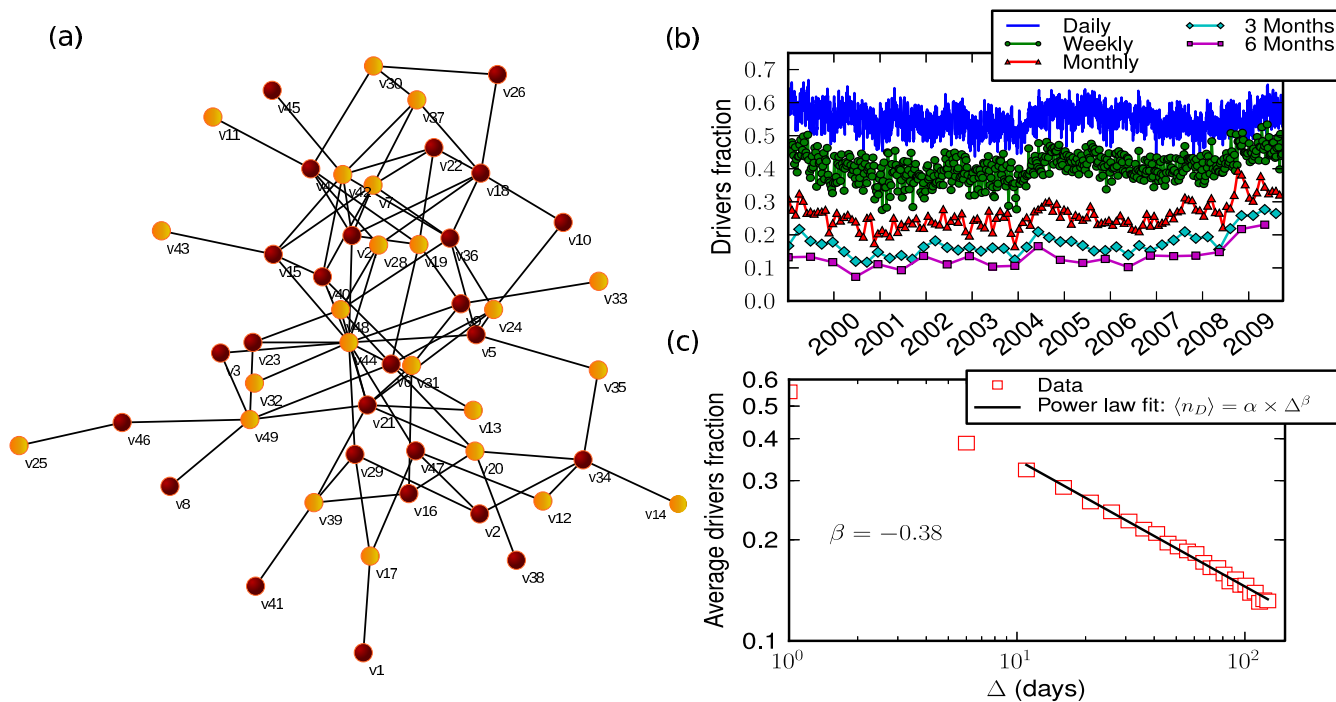 (a)
v30
v26
v45
v37
v11
v22
v4
v42
v7
v18
v43
v10
v2
v28
v19
v36
v15
v40
v33
v9
v24
v48
v5
v23
v44
v3
v6
v31
v35
v32
v13
v21
v49
v46
v25
v29
v47
v20
v34
v8
v39
v16
v2
v12
v14
v17
v38
v41
v1
(b)
Daily
Weekly
Monthly
3 Months
6 Months
Drivers fraction
0.7
0.6
0.5
0.4
0.3
0.2
0.1
0.0
2000 2001 2002 2003 2004 2005 2006 2007 2008 2009
(c)
Data
Power law fit: ⟨n_D⟩ = α × Δ^β
Average drivers fraction
0.6
0.5
0.4
0.3
0.2
0.1
β = −0.38
10^0 10^1 10^2
Δ (days)